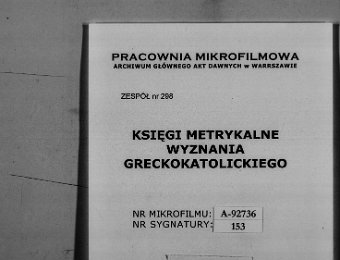 PRACOWNIA MIKROFILMOWA
ARCHIWUM GŁÓWNEGO AKT DAWNYCH w WARSZAWIE
ZESPÓŁ nr 298
KSIĘGI METRYKALNE
WYZNANIA
GRECKOKATOLICKIEGO
NR MIKROFILMU: A-92736
NR SYGNATURY: 153